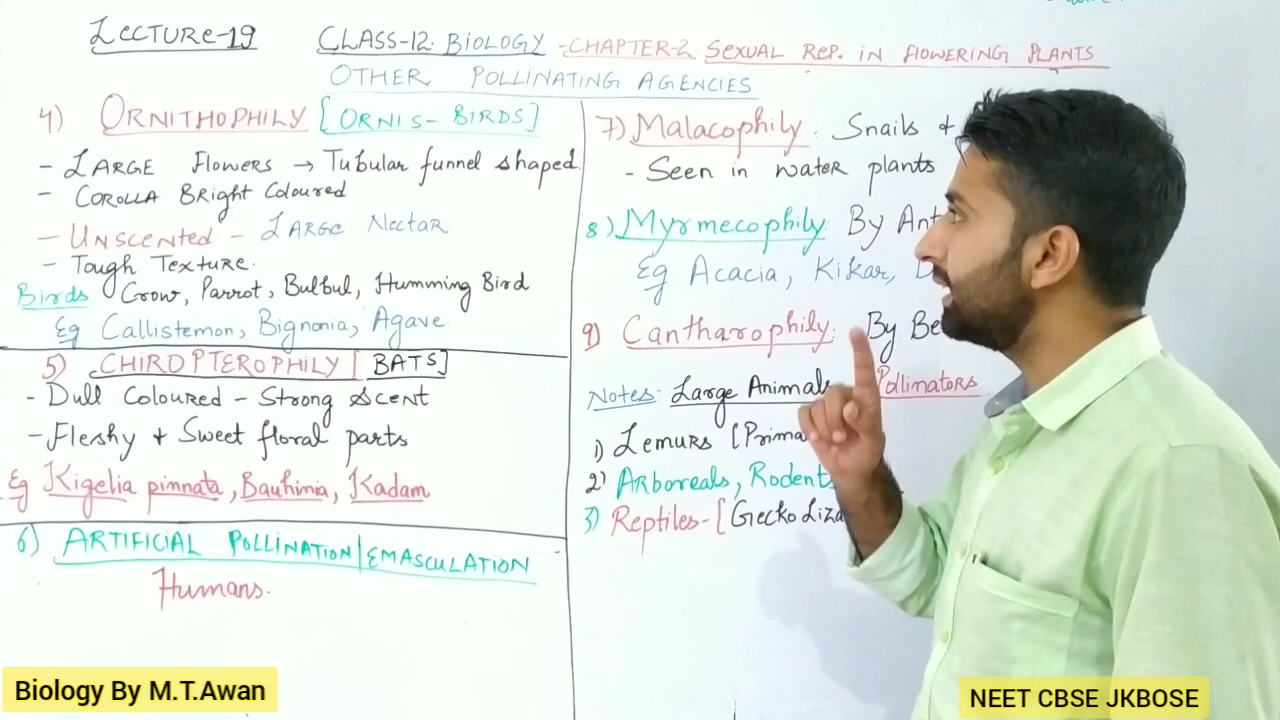 LECTURE-19 CLASS-12 BIOLOGY - CHAPTER-2 SEXUAL REP. IN FLOWERING PLANTS
OTHER POLLINATING AGENCIES
4) ORNITHOPHILY [ORNIS - BIRDS]
- LARGE Flowers → Tubular funnel shaped
- COROLLA Bright Coloured
- UNSCENTED - LARGE Nectar
- Tough Texture.
Birds Crow, Parrot, Bulbul, Humming Bird
Eg Callistemon, Bignonia, Agave
5) CHIROPTEROPHILY [BATS]
- Dull Coloured - Strong Scent
- Fleshy + Sweet floral parts
Eg Kigelia pinnata, Bauhinia, Kadam
6) ARTIFICIAL POLLINATION/EMASCULATION
Humans.
7) Malacophily: Snails +
- Seen in water plants
8) Myrmecophily: By Ant
Eg Acacia, Kikar,
9) Cantharophily: By Be
Notes: Large Animals Pollinators
1) Lemurs [Prima
2) Arboreals, Rodents
3) Reptiles - [Gecko Liza
Biology By M.T.Awan
NEET CBSE JKBOSE